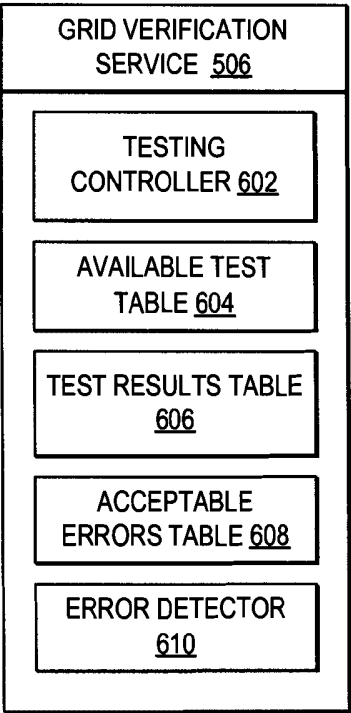 GRID VERIFICATION
SERVICE 506
TESTING
CONTROLLER 602
AVAILABLE TEST
TABLE 604
TEST RESULTS TABLE
606
ACCEPTABLE
ERRORS TABLE 608
ERROR DETECTOR
610